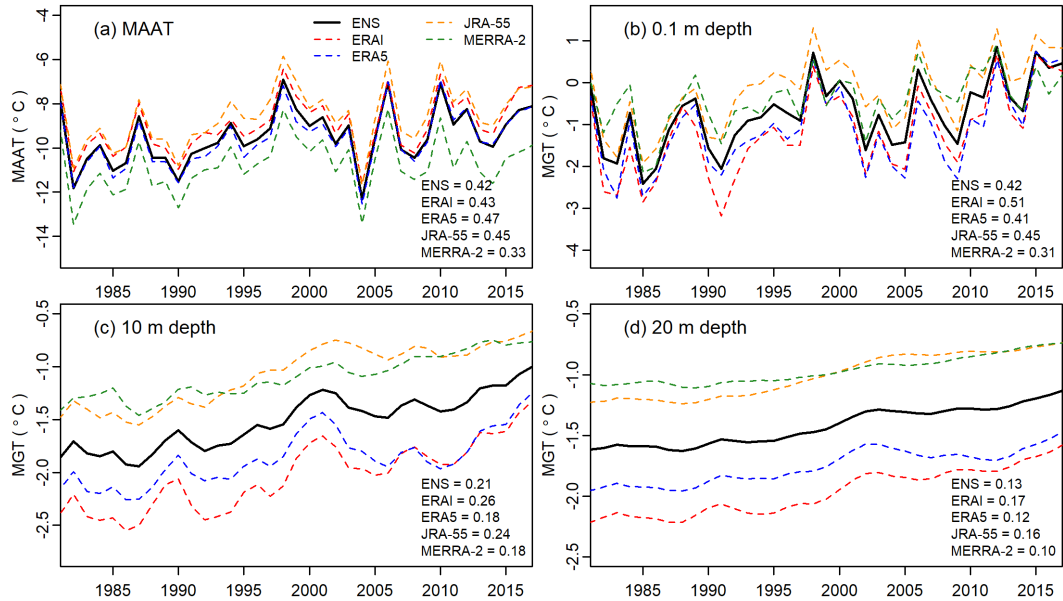 (a) MAAT
ENS
ERAI
ERA5
JRA-55
MERRA-2
MAAT ( ° C )
-4
-6
-8
-10
-12
-14
ENS = 0.42
ERAI = 0.43
ERA5 = 0.47
JRA-55 = 0.45
MERRA-2 = 0.33
1985 1990 1995 2000 2005 2010 2015
(b) 0.1 m depth
MGT ( ° C )
1
0
-1
-2
-3
-4
ENS = 0.42
ERAI = 0.51
ERA5 = 0.41
JRA-55 = 0.45
MERRA-2 = 0.31
1985 1990 1995 2000 2005 2010 2015
(c) 10 m depth
MGT ( ° C )
-0.5
-1.0
-1.5
-2.0
-2.5
ENS = 0.21
ERAI = 0.26
ERA5 = 0.18
JRA-55 = 0.24
MERRA-2 = 0.18
1985 1990 1995 2000 2005 2010 2015
(d) 20 m depth
MGT ( ° C )
-0.5
-1.0
-1.5
-2.0
-2.5
ENS = 0.13
ERAI = 0.17
ERA5 = 0.12
JRA-55 = 0.16
MERRA-2 = 0.10
1985 1990 1995 2000 2005 2010 2015